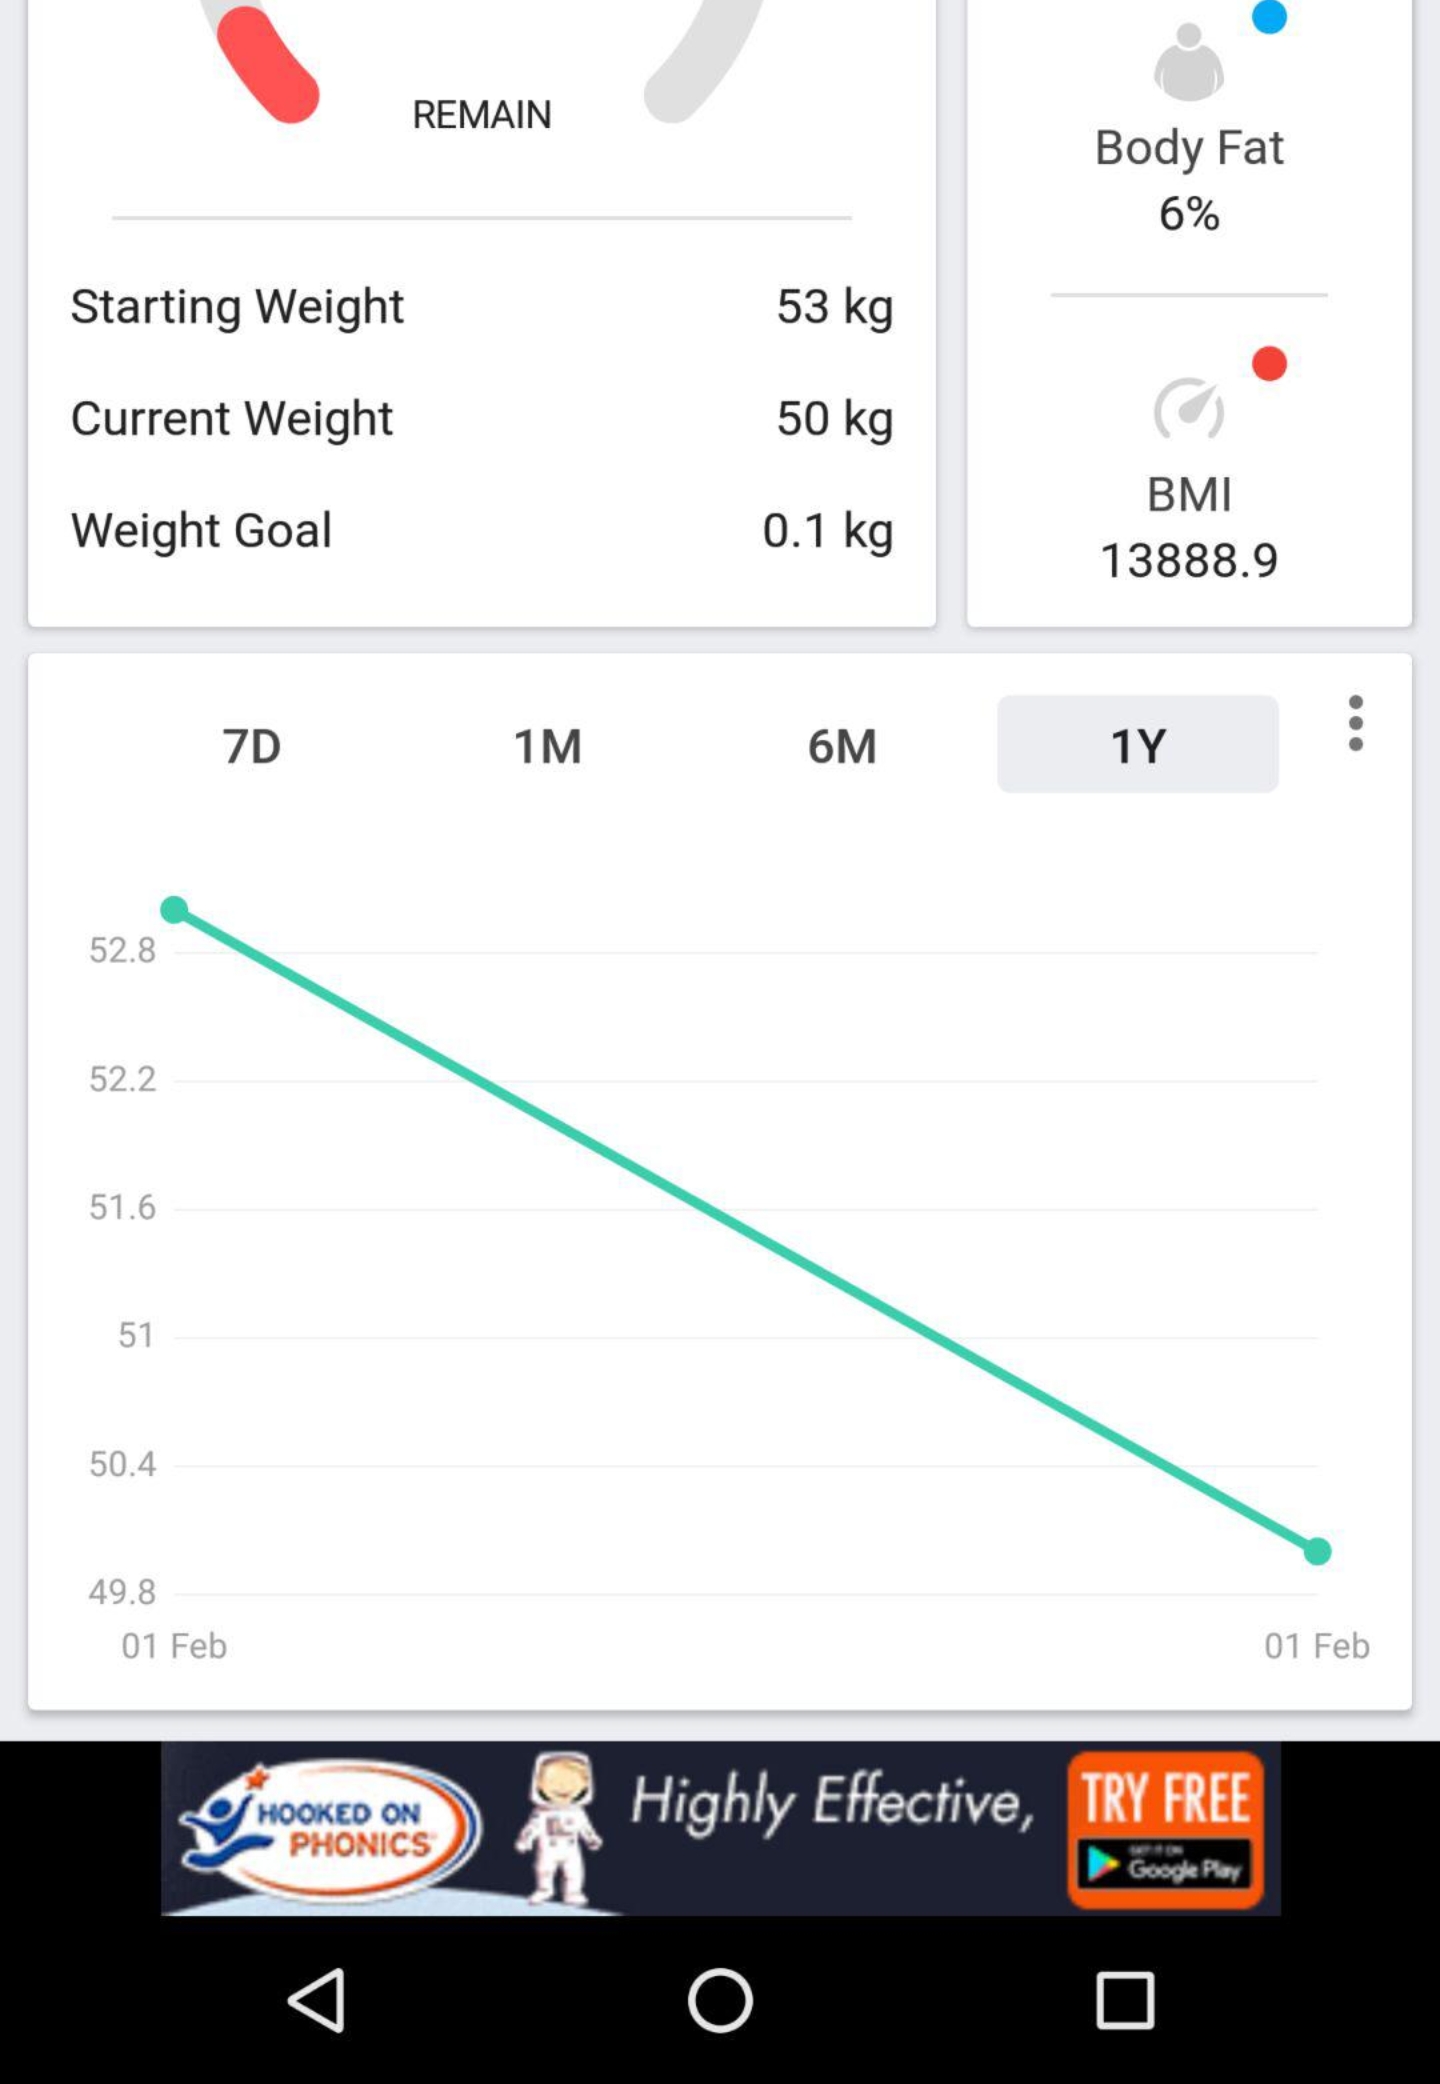 REMAIN
Starting Weight 53 kg
Current Weight 50 kg
Weight Goal 0.1 kg
Body Fat
6%
BMI
13888.9
7D 1M 6M 1Y
52.8
52.2
51.6
51
50.4
49.8
01 Feb 01 Feb
HOOKED ON
PHONICS
Highly Effective,
TRY FREE
GET IT ON
Google Play